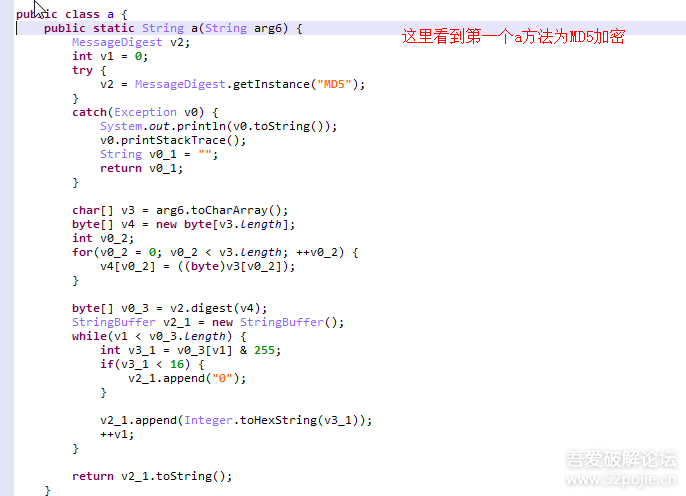 public class a {
public static String a(String arg6) {
这里看到第一个a方法为MD5加密
MessageDigest v2;
int v1 = 0;
try {
v2 = MessageDigest.getInstance("MD5");
}
catch(Exception v0) {
System.out.println(v0.toString());
v0.printStackTrace();
String v0_1 = "";
return v0_1;
}
char[] v3 = arg6.toCharArray();
byte[] v4 = new byte[v3.length];
int v0_2;
for(v0_2 = 0; v0_2 < v3.length; ++v0_2) {
v4[v0_2] = ((byte)v3[v0_2]);
}
byte[] v0_3 = v2.digest(v4);
StringBuffer v2_1 = new StringBuffer();
while(v1 < v0_3.length) {
int v3_1 = v0_3[v1] & 255;
if(v3_1 < 16) {
v2_1.append("0");
}
v2_1.append(Integer.toHexString(v3_1));
++v1;
}
return v2_1.toString();
}
吾爱破解论坛
www.52pojie.cn